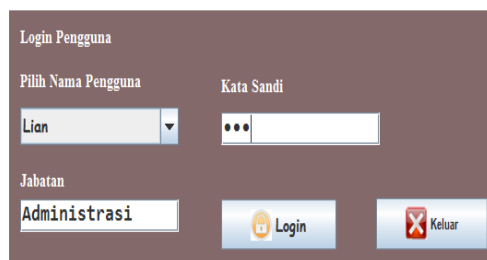 Login Pengguna
Pilih Nama Pengguna
Kata Sandi
Lian
•••
Jabatan
Administrasi
Login
Keluar